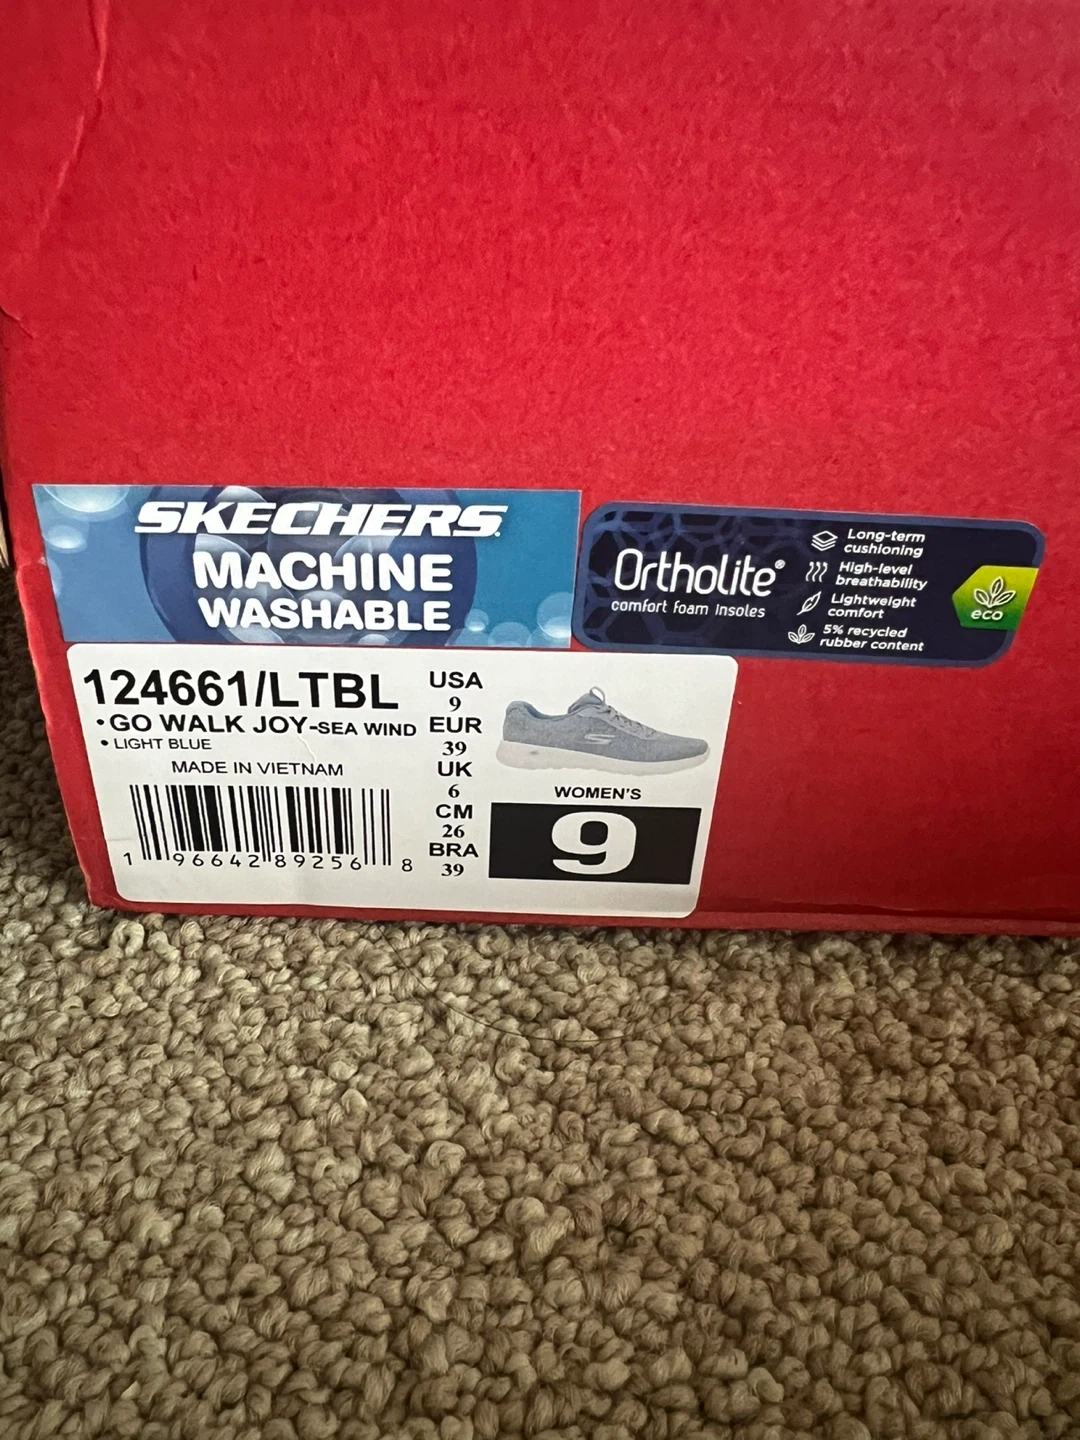 SKECHERS
MACHINE
WASHABLE
OrthoLite®
comfort foam insoles
Long-term
cushioning
High-level
breathability
Lightweight
comfort
5% recycled
rubber content
eco
124661/LTBL
•GO WALK JOY-SEA WIND
• LIGHT BLUE
MADE IN VIETNAM
1 96642 89256 8
USA
9
EUR
39
UK
6
CM
26
BRA
39
WOMEN'S
9